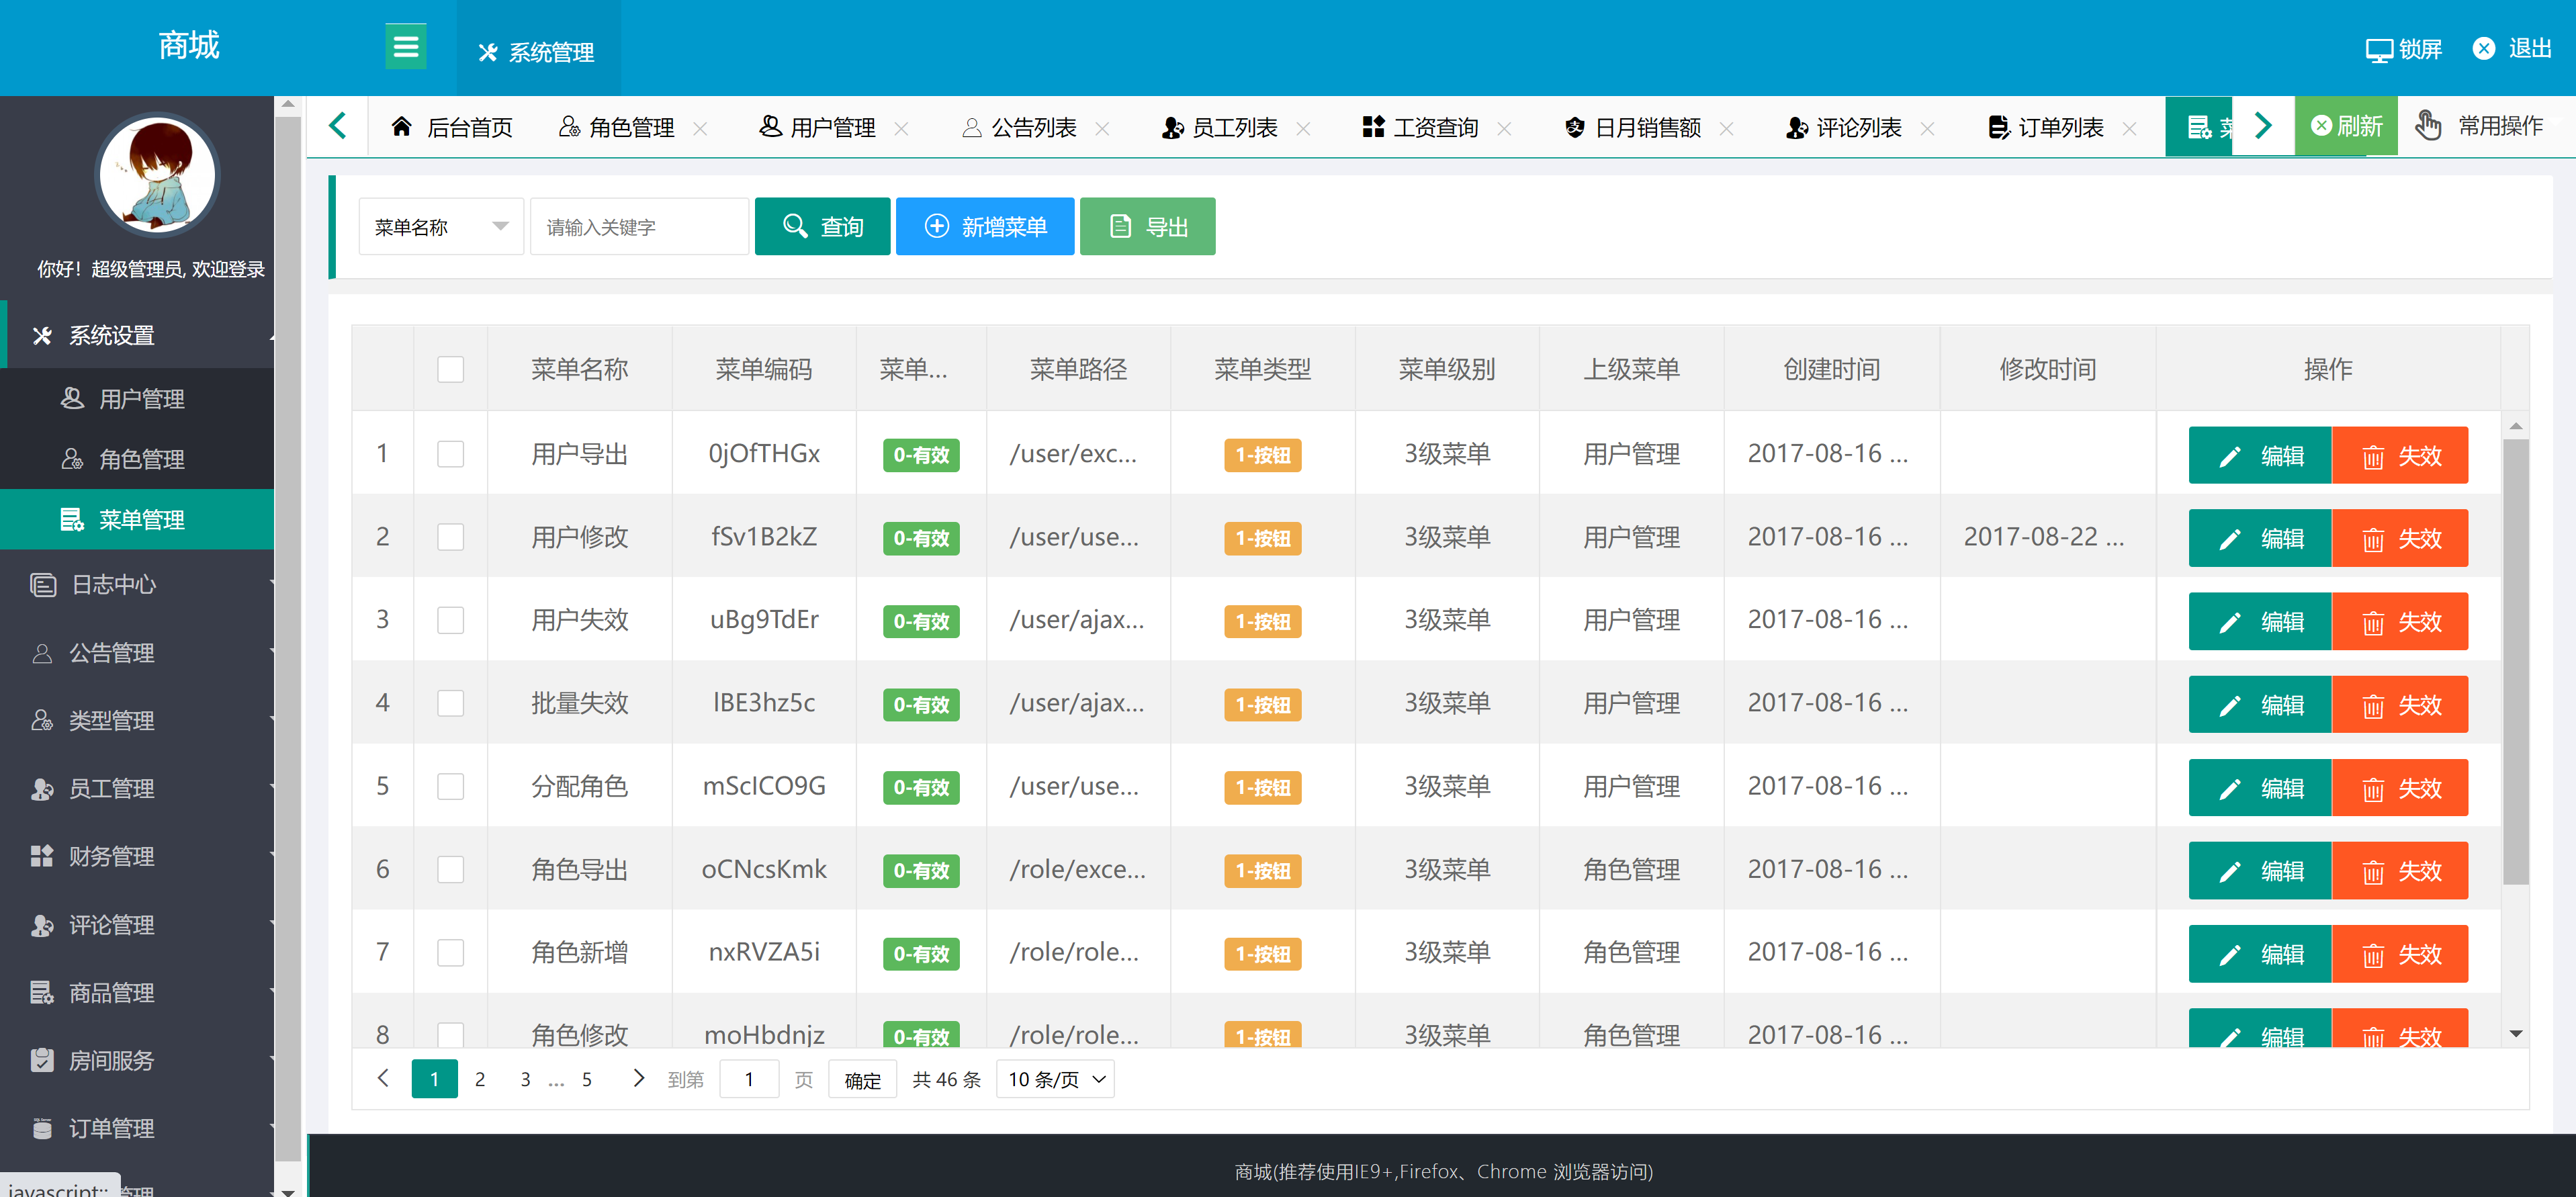 商城
系统管理
锁屏
退出
你好！超级管理员, 欢迎登录
系统设置
用户管理
角色管理
菜单管理
日志中心
公告管理
类型管理
员工管理
财务管理
评论管理
商品管理
房间服务
订单管理
管理
javascript:;
后台首页 角色管理 用户管理 公告列表 员工列表 工资查询 日月销售额 评论列表 订单列表 刷新 常用操作
菜单名称 请输入关键字 查询 新增菜单 导出
菜单名称 菜单编码 菜单... 菜单路径 菜单类型 菜单级别 上级菜单 创建时间 修改时间 操作
1 用户导出 0jOfTHGx 0-有效 /user/exc... 1-按钮 3级菜单 用户管理 2017-08-16 ... 编辑 失效
2 用户修改 fSv1B2kZ 0-有效 /user/use... 1-按钮 3级菜单 用户管理 2017-08-16 ... 2017-08-22 ... 编辑 失效
3 用户失效 uBg9TdEr 0-有效 /user/ajax... 1-按钮 3级菜单 用户管理 2017-08-16 ... 编辑 失效
4 批量失效 lBE3hz5c 0-有效 /user/ajax... 1-按钮 3级菜单 用户管理 2017-08-16 ... 编辑 失效
5 分配角色 mScICO9G 0-有效 /user/use... 1-按钮 3级菜单 用户管理 2017-08-16 ... 编辑 失效
6 角色导出 oCNcsKmk 0-有效 /role/exce... 1-按钮 3级菜单 角色管理 2017-08-16 ... 编辑 失效
7 角色新增 nxRVZA5i 0-有效 /role/role... 1-按钮 3级菜单 角色管理 2017-08-16 ... 编辑 失效
8 角色修改 moHbdnjz 0-有效 /role/role... 1-按钮 3级菜单 角色管理 2017-08-16 ... 编辑 失效
1 2 3 ... 5 到第 1 页 确定 共 46 条 10 条/页
商城(推荐使用IE9+,Firefox、Chrome 浏览器访问)